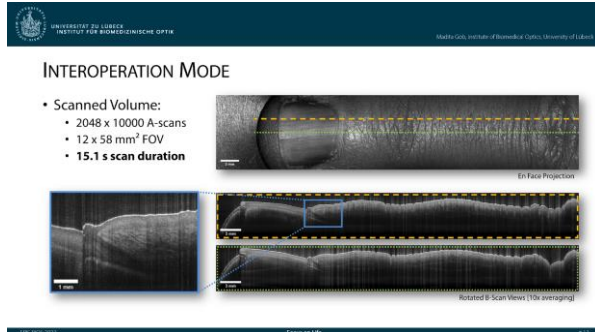 UNIVERSITÄT ZU LÜBECK
INSTITUT FÜR BIOMEDIZINISCHE OPTIK
Madita Göb, Institute of Biomedical Optics, University of Lübeck
INTEROPERATION MODE
• Scanned Volume:
• 2048 x 10000 A-scans
• 12 x 58 mm² FOV
• 15.1 s scan duration
En Face Projection
1 mm
Rotated B-Scan Views [10x averaging]